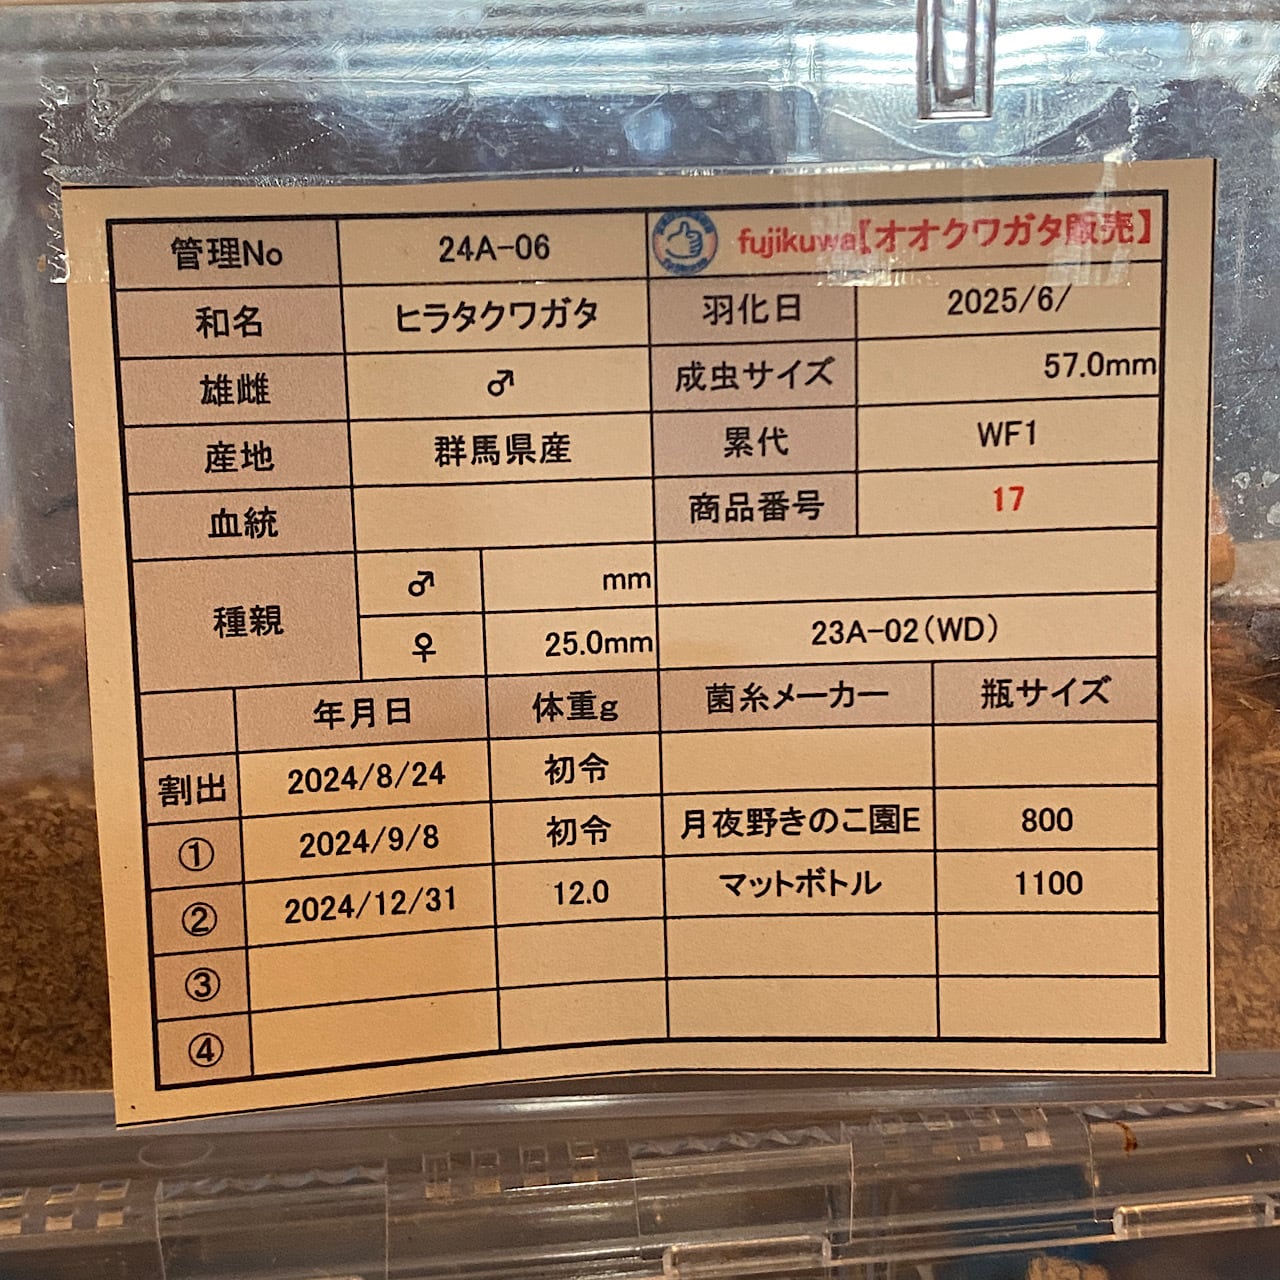 管理No 24A-06 fujikuwa【オオクワガタ販売】
和名 ヒラタクワガタ 羽化日 2025/6/
雄雌 ♂ 成虫サイズ 57.0mm
産地 群馬県産 累代 WF1
血統 商品番号 17
種親 ♂ mm
♀ 25.0mm 23A-02(WD)
年月日 体重g 菌糸メーカー 瓶サイズ
割出 2024/8/24 初令
① 2024/9/8 初令 月夜野きのこ園E 800
② 2024/12/31 12.0 マットボトル 1100
③
④